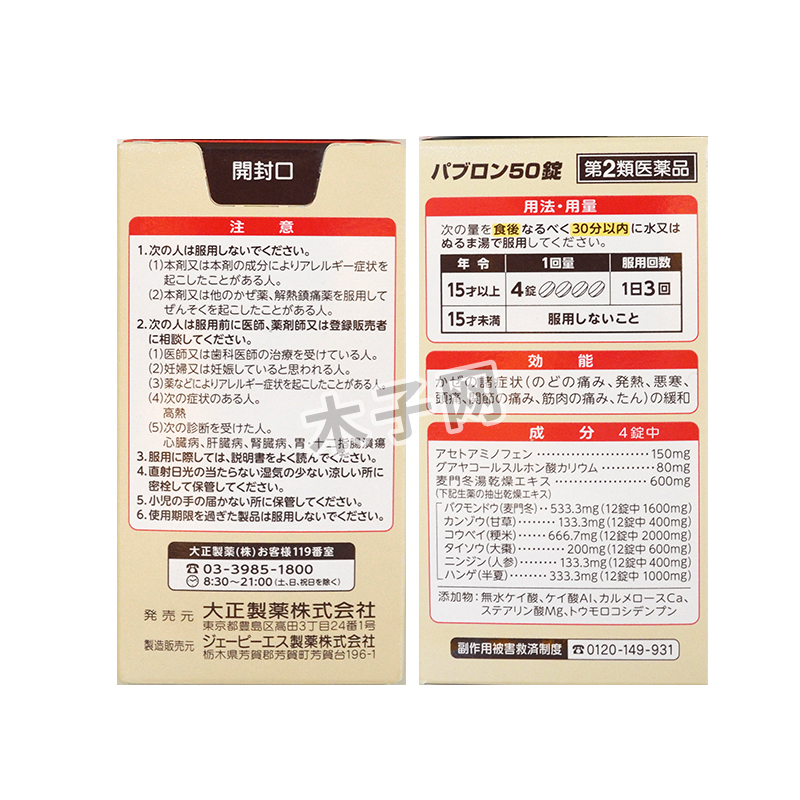 開封口
注意
1.次の人は服用しないでください。
(1)本剤又は本剤の成分によりアレルギー症状を
起こしたことがある人。
(2)本剤又は他のかぜ薬、解熱鎮痛薬を服用して
ぜんそくを起こしたことがある人。
2.次の人は服用前に医師、薬剤師又は登録販売者
に相談してください。
(1)医師又は歯科医師の治療を受けている人。
(2)妊婦又は妊娠していると思われる人。
(3)薬などによりアレルギー症状を起こしたことがある人。
(4)次の症状のある人。
高熱
(5)次の診断を受けた人。
心臓病、肝臓病、腎臓病、胃・十二指腸潰瘍
3.服用に際しては、説明書をよく読んでください。
4.直射日光の当たらない湿気の少ない涼しい所に
密栓して保管してください。
5.小児の手の届かない所に保管してください。
6.使用期限を過ぎた製品は服用しないでください。
大正製薬(株)お客様119番室
☎03-3985-1800
8:30~21:00(土、日、祝日を除く)
発売元 大正製薬株式会社
東京都豊島区高田3丁目24番1号
製造販売元 ジェーピーエス製薬株式会社
栃木県芳賀郡芳賀町芳賀台196-1
パブロン50錠 第2類医薬品
用法・用量
次の量を食後なるべく30分以内に水又は
ぬるま湯で服用してください。
年令 1回量 服用回数
15才以上 4錠 1日3回
15才未満 服用しないこと
効能
かぜの諸症状(のどの痛み、発熱、悪寒、
頭痛、関節の痛み、筋肉の痛み、たん)の緩和
成分 4錠中
アセトアミノフェン 150mg
グアヤコールスルホン酸カリウム 80mg
麦門冬湯乾燥エキス 600mg
(下記生薬の抽出乾燥エキス)
バクモンドウ(麦門冬)‥533.3mg(12錠中1600mg)
カンゾウ(甘草) 133.3mg(12錠中400mg)
コウベイ(粳米) 666.7mg(12錠中2000mg)
タイソウ(大棗) 200mg(12錠中600mg)
ニンジン(人参) 133.3mg(12錠中400mg)
ハンゲ(半夏) 333.3mg(12錠中1000mg)
添加物:無水ケイ酸、ケイ酸Al、カルメロースCa、
ステアリン酸Mg、トウモロコシデンプン
副作用被害救済制度 ☎0120-149-931
木子网